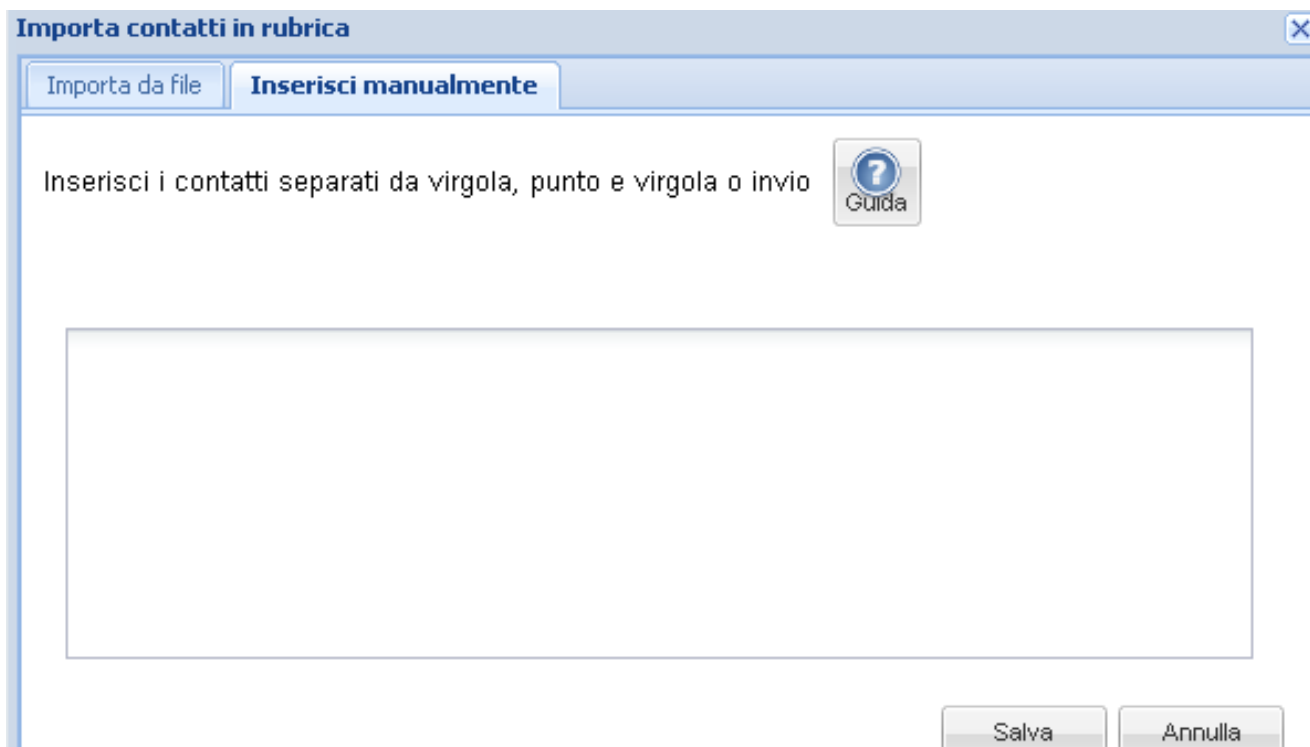 Importa contatti in rubrica
Importa da file
Inserisci manualmente
Inserisci i contatti separati da virgola, punto e virgola o invio
Guida
Salva
Annulla